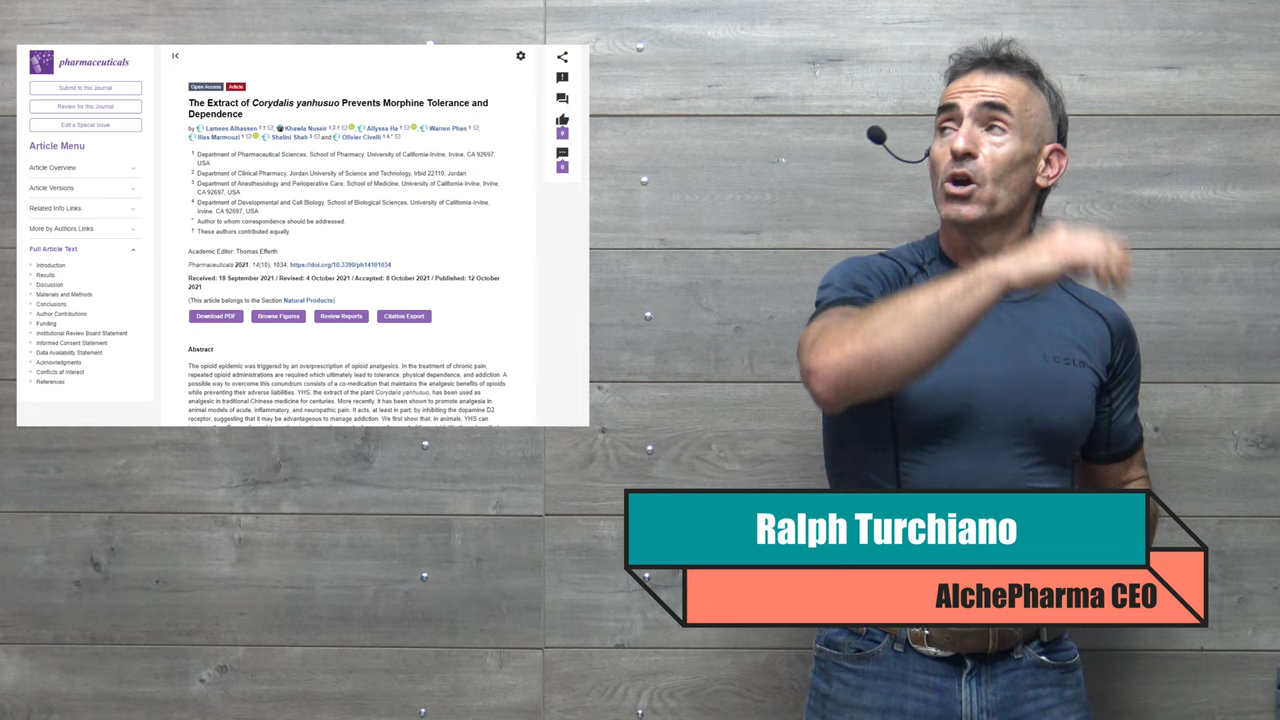 pharmaceuticals
Submit to this Journal
Review for this Journal
Edit a Special Issue
Article Menu
Article Overview
Article Versions
Related Info Links
More by Authors Links
Full Article Text
Introduction
Results
Discussion
Materials and Methods
Conclusions
Author Contributions
Funding
Institutional Review Board Statement
Informed Consent Statement
Data Availability Statement
Acknowledgments
Conflicts of Interest
References
Open Access Article
The Extract of Corydalis yanhusuo Prevents Morphine Tolerance and
Dependence
by Lamees Alhassen 1,†, Khawla Nuseir 1,2,†, Allyssa Ha 1, Warren Phan 1,
Ilias Marmouzi 1, Shalini Shah 3 and Olivier Civelli 1,4,*
1 Department of Pharmaceutical Sciences, School of Pharmacy, University of California-Irvine, Irvine, CA 92697,
USA
2 Department of Clinical Pharmacy, Jordan University of Science and Technology, Irbid 22110, Jordan
3 Department of Anesthesiology and Perioperative Care, School of Medicine, University of California-Irvine, Irvine,
CA 92697, USA
4 Department of Developmental and Cell Biology, School of Biological Sciences, University of California-Irvine,
Irvine, CA 92697, USA
* Author to whom correspondence should be addressed.
† These authors contributed equally.
Academic Editor: Thomas Efferth
Pharmaceuticals 2021, 14(10), 1034; https://doi.org/10.3390/ph14101034
Received: 18 September 2021 / Revised: 4 October 2021 / Accepted: 8 October 2021 / Published: 12 October
2021
(This article belongs to the Section Natural Products)
Download PDF Browse Figures Review Reports Citation Export
Abstract
The opioid epidemic was triggered by an overprescription of opioid analgesics. In the treatment of chronic pain,
repeated opioid administrations are required which ultimately lead to tolerance, physical dependence, and addiction. A
possible way to overcome this conundrum consists of a co-medication that maintains the analgesic benefits of opioids
while preventing their adverse liabilities. YHS, the extract of the plant Corydalis yanhusuo, has been used as
analgesic in traditional Chinese medicine for centuries. More recently, it has been shown to promote analgesia in
animal models of acute, inflammatory, and neuropathic pain. It acts, at least in part, by inhibiting the dopamine D2
receptor, suggesting that it may be advantageous to manage addiction. We first show that, in animals, YHS can
0
0
Ralph Turchiano
AlchePharma CEO